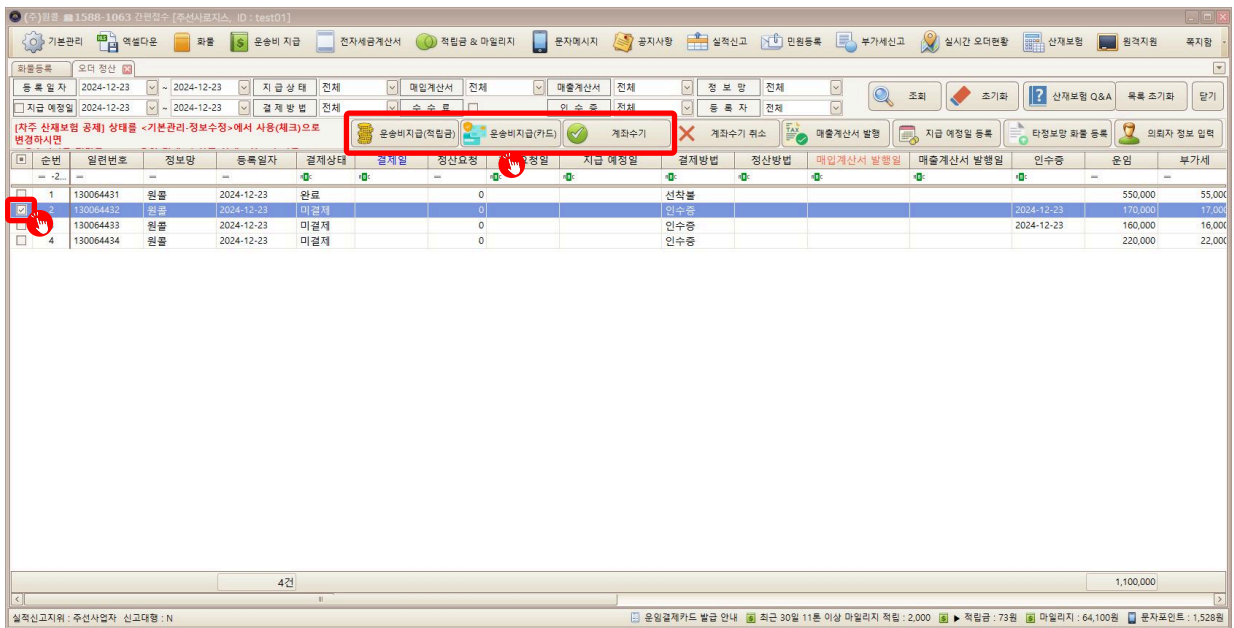 (주)원콜 ☎1588-1063 간편접수 [주선사로지스, ID : test01]
기본관리 엑셀다운 화물 운송비 지급 전자세금계산서 적립금 & 마일리지 문자메시지 공지사항 실적신고 민원등록 부가세신고 실시간 오더현황 산재보험 원격지원 쪽지함
화물등록 오더 정산
등 록 일 자 2024-12-23 ~ 2024-12-23 지 급 상 태 전체 매입계산서 전체 매출계산서 전체 정 보 망 전체 조회 초기화 산재보험 Q&A 목록 초기화 닫기
지급 예정일 2024-12-23 ~ 2024-12-23 결 제 방 법 전체 수 수 료 인 수 증 전체 등 록 자 전체
[차주 산재보험 공제] 상태를 <기본관리-정보수정>에서 사용(체크)으로
변경하시면
운송비지급(적립금) 운송비지급(카드) 계좌수기 계좌수기 취소 매출계산서 발행 지급 예정일 등록 타정보망 화물 등록 의뢰자 정보 입력
순번 일련번호 정보망 등록일자 결제상태 결제일 정산요청 요청일 지급 예정일 결제방법 정산방법 매입계산서 발행일 매출계산서 발행일 인수증 운임 부가세
= -2... = = = = = =
1 130064431 원콜 2024-12-23 완료 0 선착불 550,000 55,000
2 130064432 원콜 2024-12-23 미결제 0 인수증 2024-12-23 170,000 17,000
130064433 원콜 2024-12-23 미결제 0 인수증 2024-12-23 160,000 16,000
4 130064434 원콜 2024-12-23 미결제 0 인수증 220,000 22,000
4건 1,100,000
실적신고지위 : 주선사업자 신고대행 : N 운임결제카드 발급 안내 최근 30일 11톤 이상 마일리지 적립 : 2,000 ▶ 적립금 : 73원 마일리지 : 64,100원 문자포인트 : 1,528원